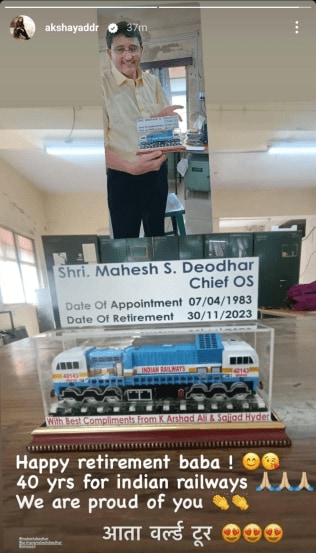 akshayaddr 37m
Shri. Mahesh S. Deodhar
Chief OS
Date Of Appointment 07/04/1983
Date Of Retirement 30/11/2023
INDIAN RAILWAYS
With Best Compliments From K Arshad Ali & Sajjad Hyder
Happy retirement baba ! 😊😘
40 yrs for indian railways 🙏🙏🙏
We are proud of you 👏👏
आता वर्ल्ड टूर 😍😍😍